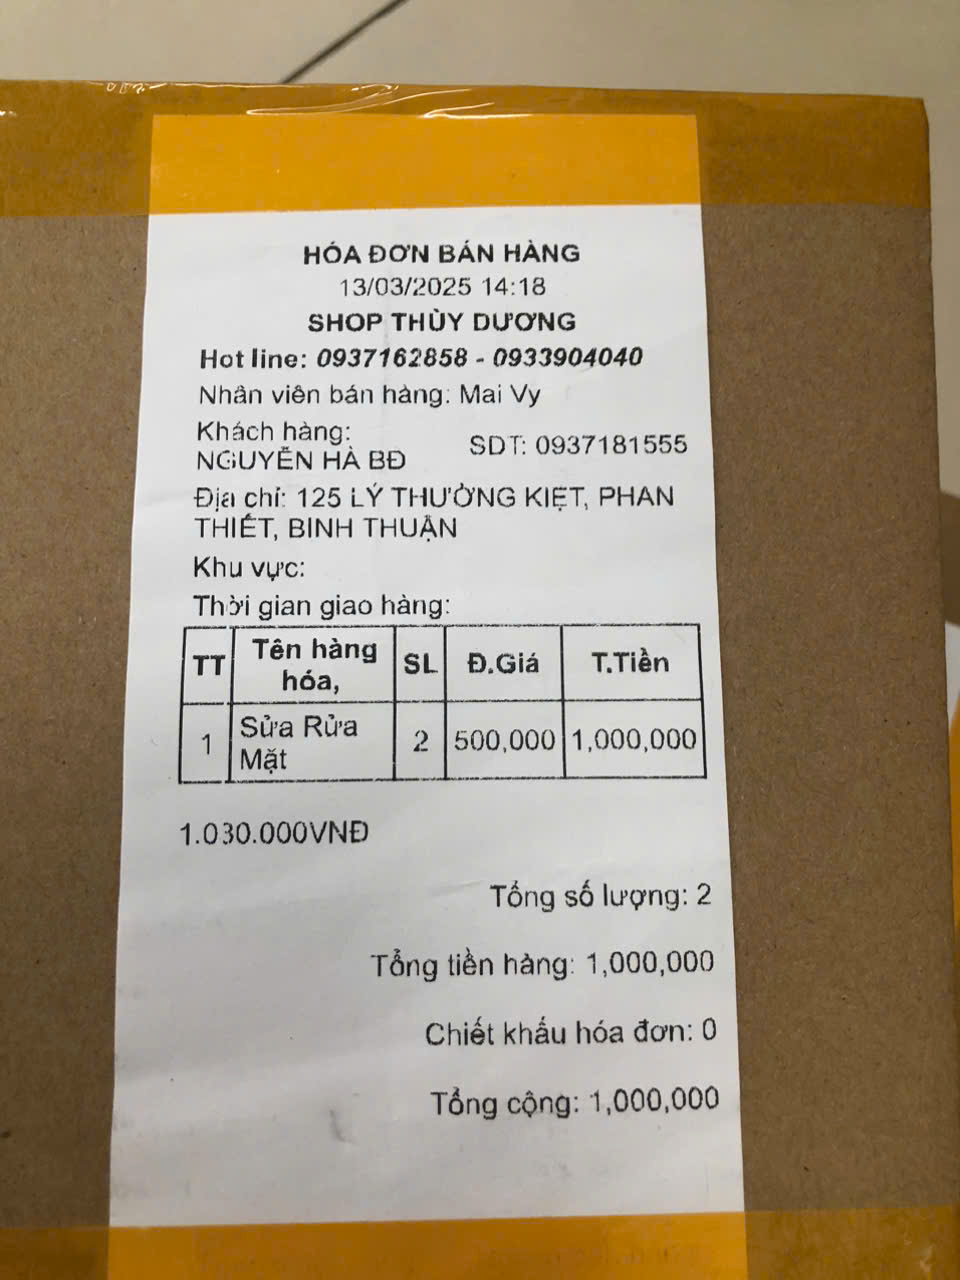 HÓA ĐƠN BÁN HÀNG
13/03/2025 14:18
SHOP THÙY DƯƠNG
Hot line: 0937162858 - 0933904040
Nhân viên bán hàng: Mai Vy
Khách hàng:
NGUYỄN HÀ BĐ
SDT: 0937181555
Địa chỉ: 125 LÝ THƯỜNG KIỆT, PHAN
THIẾT, BINH THUẬN
Khu vực:
Thời gian giao hàng:
TT Tên hàng hóa, SL Đ.Giá T.Tiền
1 Sửa Rửa Mặt 2 500,000 1,000,000
1.030.000VNĐ
Tổng số lượng: 2
Tổng tiền hàng: 1,000,000
Chiết khấu hóa đơn: 0
Tổng cộng: 1,000,000